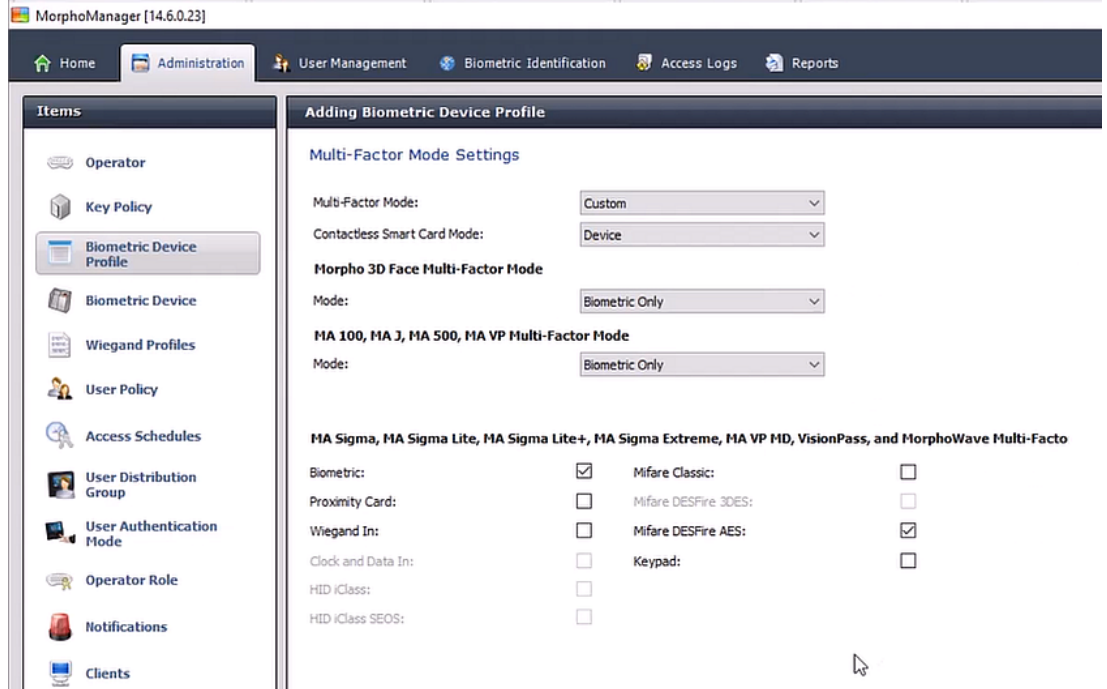 MorphoManager [14.6.0.23]
Home
Administration
User Management
Biometric Identification
Access Logs
Reports
Items
Operator
Key Policy
Biometric Device
Profile
Biometric Device
Wiegand Profiles
User Policy
Access Schedules
User Distribution
Group
User Authentication
Mode
Operator Role
Notifications
Clients
Adding Biometric Device Profile
Multi-Factor Mode Settings
Multi-Factor Mode: Custom
Contactless Smart Card Mode: Device
Morpho 3D Face Multi-Factor Mode
Mode: Biometric Only
MA 100, MA J, MA 500, MA VP Multi-Factor Mode
Mode: Biometric Only
MA Sigma, MA Sigma Lite, MA Sigma Lite+, MA Sigma Extreme, MA VP MD, VisionPass, and MorphoWave Multi-Facto
Biometric: Mifare Classic:
Proximity Card: Mifare DESFire 3DES:
Wiegand In: Mifare DESFire AES:
Clock and Data In: Keypad:
HID iClass:
HID iClass SEOS: